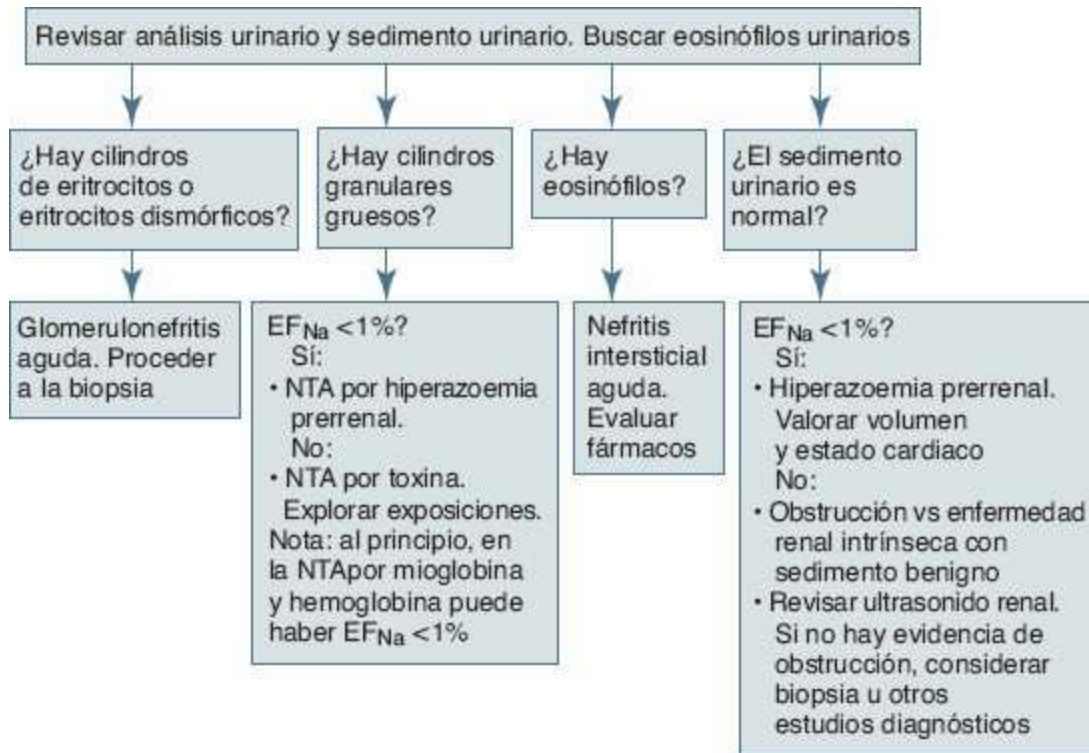 Revisar análisis urinario y sedimento urinario. Buscar eosinófilos urinarios
¿Hay cilindros
de eritrocitos o
eritrocitos dismórficos?
¿Hay cilindros
granulares
gruesos?
¿Hay
eosinófilos?
¿El sedimento
urinario es
normal?
Glomerulonefritis
aguda. Proceder
a la biopsia
EFNa <1%?
Sí:
• NTA por hiperazoemia
prerrenal.
No:
• NTA por toxina.
Explorar exposiciones.
Nota: al principio, en
la NTApor mioglobina
y hemoglobina puede
haber EFNa <1%
Nefritis
intersticial
aguda.
Evaluar
fármacos
EFNa <1%?
Sí:
• Hiperazoemia prerrenal.
Valorar volumen
y estado cardiaco
No:
• Obstrucción vs enfermedad
renal intrínseca con
sedimento benigno
• Revisar ultrasonido renal.
Si no hay evidencia de
obstrucción, considerar
biopsia u otros
estudios diagnósticos